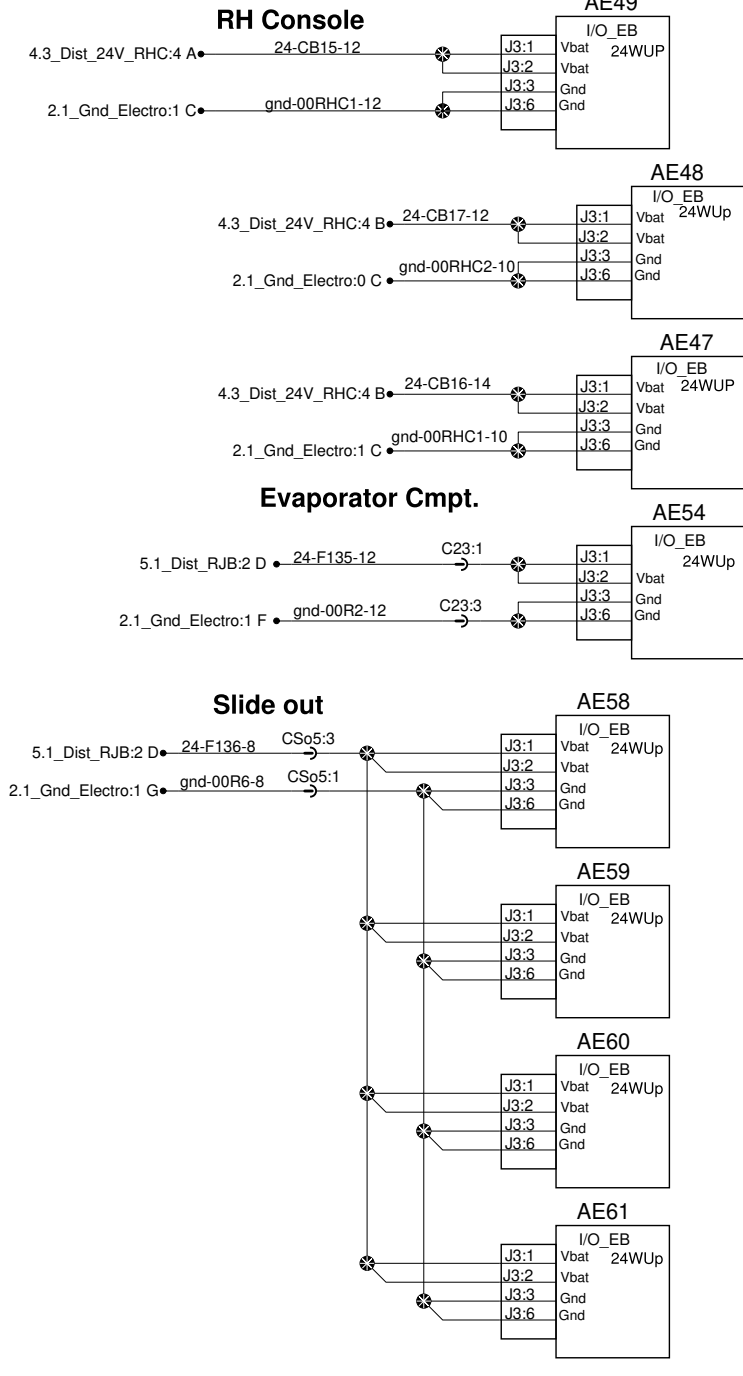 AE49
RH Console
I/O_EB
24WUP
4.3_Dist_24V_RHC:4 A
24-CB15-12
J3:1
Vbat
J3:2
Vbat
J3:3
Gnd
2.1_Gnd_Electro:1 C
gnd-00RHC1-12
J3:6
Gnd
AE48
I/O_EB
24WUp
4.3_Dist_24V_RHC:4 B
24-CB17-12
J3:1
Vbat
J3:2
Vbat
J3:3
Gnd
2.1_Gnd_Electro:0 C
gnd-00RHC2-10
J3:6
Gnd
AE47
I/O_EB
24WUP
4.3_Dist_24V_RHC:4 B
24-CB16-14
J3:1
Vbat
J3:2
Vbat
J3:3
Gnd
2.1_Gnd_Electro:1 C
gnd-00RHC1-10
J3:6
Gnd
Evaporator Cmpt.
AE54
I/O_EB
24WUp
5.1_Dist_RJB:2 D
24-F135-12
C23:1
J3:1
J3:2
Vbat
J3:3
Gnd
2.1_Gnd_Electro:1 F
gnd-00R2-12
C23:3
J3:6
Gnd
Slide out
AE58
I/O_EB
24WUp
5.1_Dist_RJB:2 D
24-F136-8
CSo5:3
J3:1
Vbat
J3:2
Vbat
2.1_Gnd_Electro:1 G
gnd-00R6-8
CSo5:1
J3:3
Gnd
J3:6
Gnd
AE59
I/O_EB
24WUp
J3:1
Vbat
J3:2
Vbat
J3:3
Gnd
J3:6
Gnd
AE60
I/O_EB
24WUp
J3:1
Vbat
J3:2
Vbat
J3:3
Gnd
J3:6
Gnd
AE61
I/O_EB
24WUp
J3:1
Vbat
J3:2
Vbat
J3:3
Gnd
J3:6
Gnd